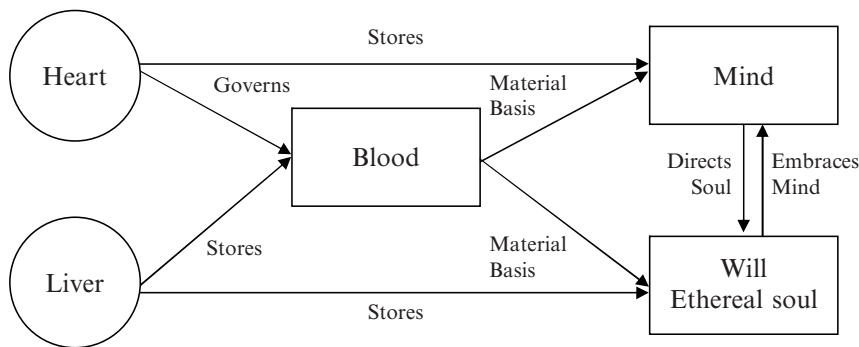 Stores
Heart
Mind
Governs
Material
Basis
Blood
Directs
Soul
Embraces
Mind
Stores
Material
Basis
Liver
Will
Ethereal soul
Stores